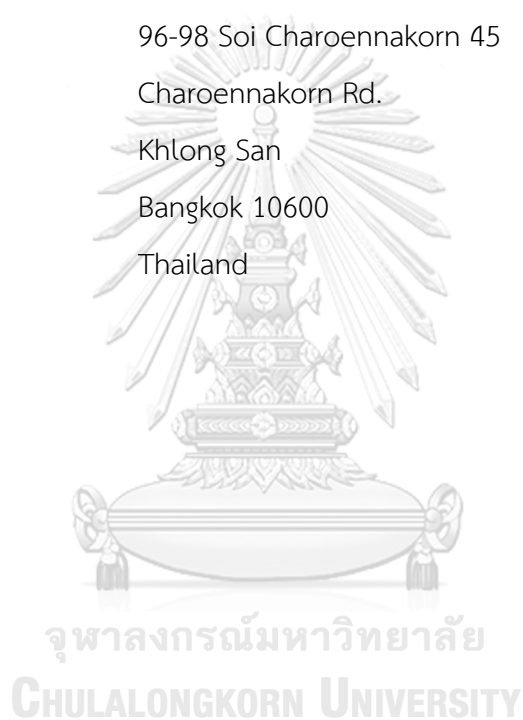 96-98 Soi Charoennakorn 45
Charoennakorn Rd.
Khlong San
Bangkok 10600
Thailand
จุฬาลงกรณ์มหาวิทยาลัย
CHULALONGKORN UNIVERSITY